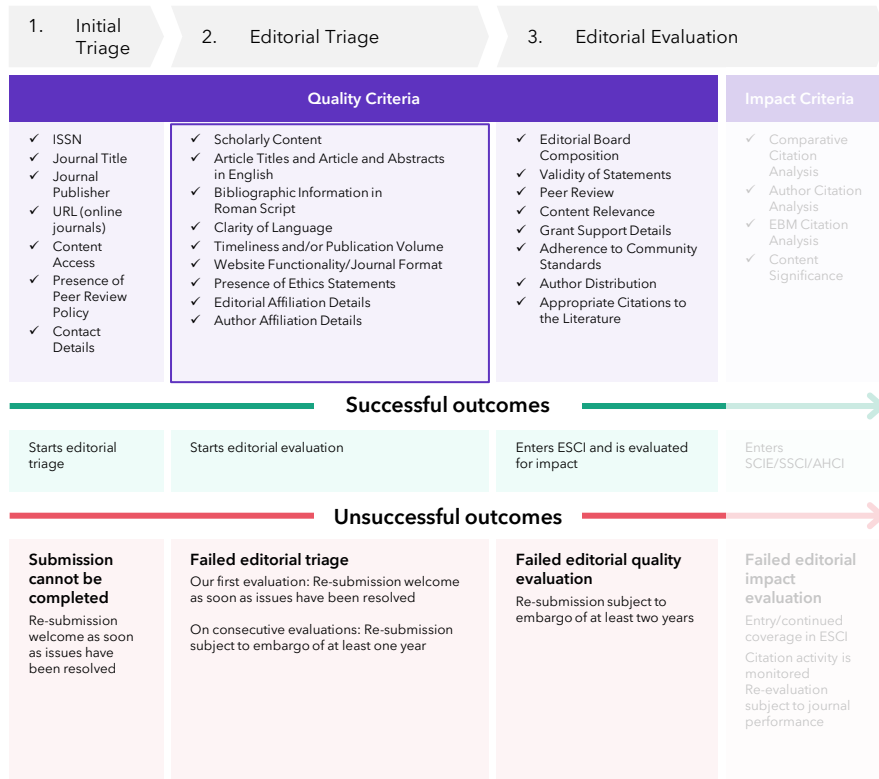 1. Initial
Triage
2. Editorial Triage
3. Editorial Evaluation
Quality Criteria
Impact Criteria
✓ ISSN
✓ Journal Title
✓ Journal
Publisher
✓ URL (online
journals)
✓ Content
Access
✓ Presence of
Peer Review
Policy
✓ Contact
Details
✓ Scholarly Content
✓ Article Titles and Article and Abstracts
in English
✓ Bibliographic Information in
Roman Script
✓ Clarity of Language
✓ Timeliness and/or Publication Volume
✓ Website Functionality/Journal Format
✓ Presence of Ethics Statements
✓ Editorial Affiliation Details
✓ Author Affiliation Details
✓ Editorial Board
Composition
✓ Validity of Statements
✓ Peer Review
✓ Content Relevance
✓ Grant Support Details
✓ Adherence to Community
Standards
✓ Author Distribution
✓ Appropriate Citations to
the Literature
✓ Comparative
Citation
Analysis
✓ Author Citation
Analysis
✓ EBM Citation
Analysis
✓ Content
Significance
Successful outcomes
Starts editorial
triage
Starts editorial evaluation
Enters ESCI and is evaluated
for impact
Enters
SCIE/SSCI/AHCI
Unsuccessful outcomes
Submission
cannot be
completed
Re-submission
welcome as soon
as issues have
been resolved
Failed editorial triage
Our first evaluation: Re-submission welcome
as soon as issues have been resolved
On consecutive evaluations: Re-submission
subject to embargo of at least one year
Failed editorial quality
evaluation
Re-submission subject to
embargo of at least two years
Failed editorial
impact
evaluation
Entry/continued
coverage in ESCI
Citation activity is
monitored
Re-evaluation
subject to journal
performance